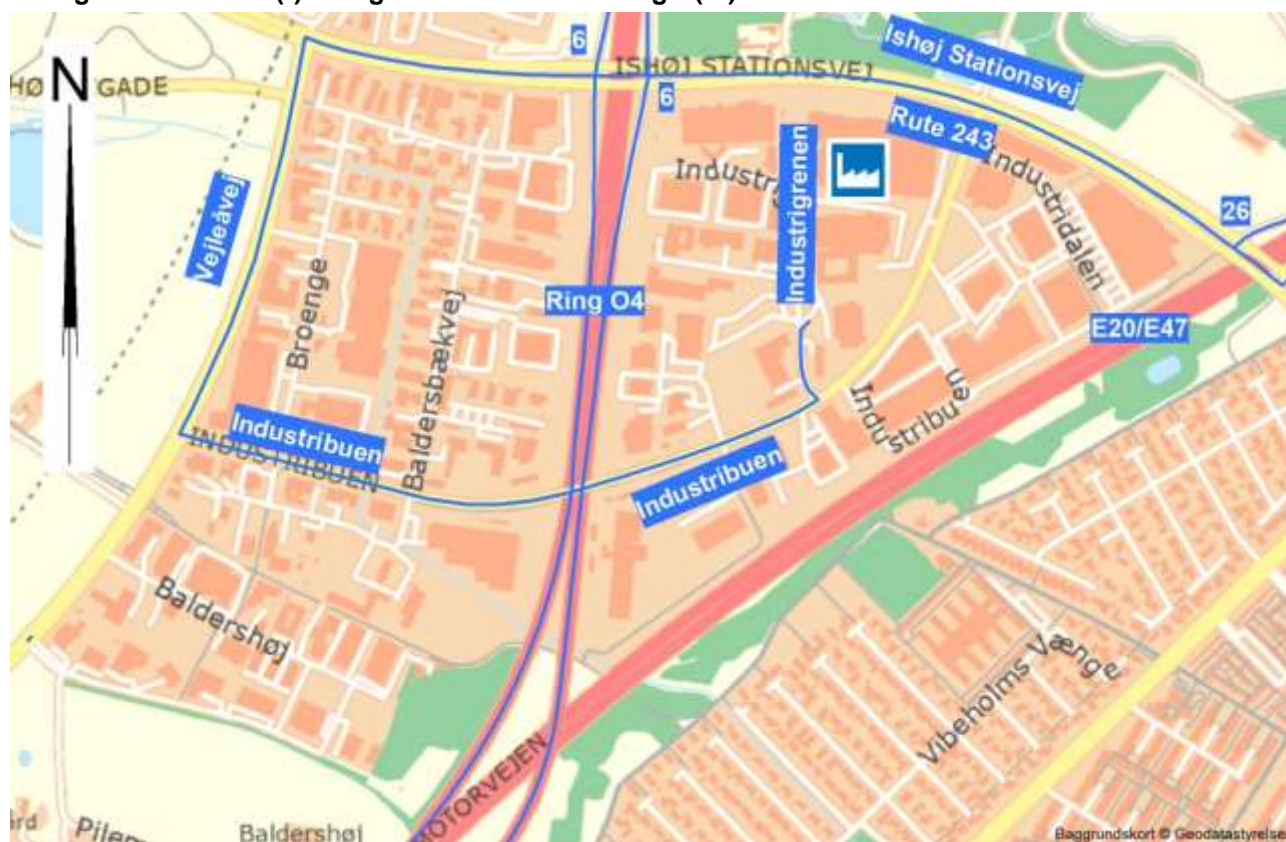 6
ISHØJ STATIONSVEJ
Ishøj Stationsvej
N
GADE
6
Rute 243
Industridalen
Industrigrenen
Vejleåvej
26
Broenge
Baldersbækvej
Ring O4
E20/E47
Industribuen
INDUSTRIBUEN
Industribuen
Industribuen
Baldershøj
Vibeholms Vænge
MOTORVEJEN
Baldershøj
Baggrundskort © Geodatastyrelse